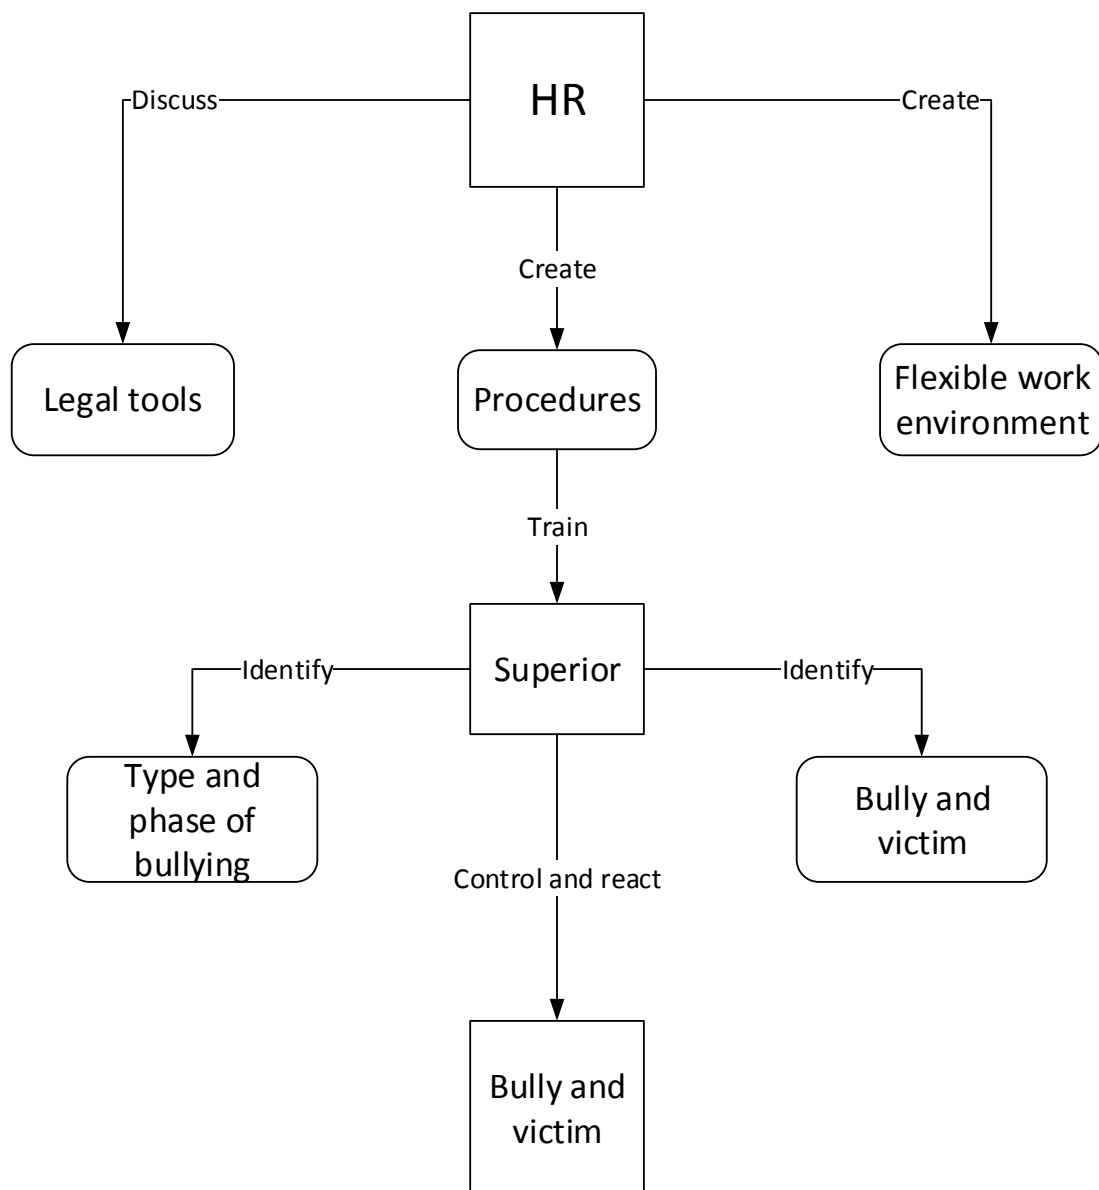 HR
Discuss
Create
Create
Legal tools
Procedures
Flexible work
environment
Train
Superior
Identify
Identify
Type and
phase of
bullying
Bully and
victim
Control and react
Bully and
victim